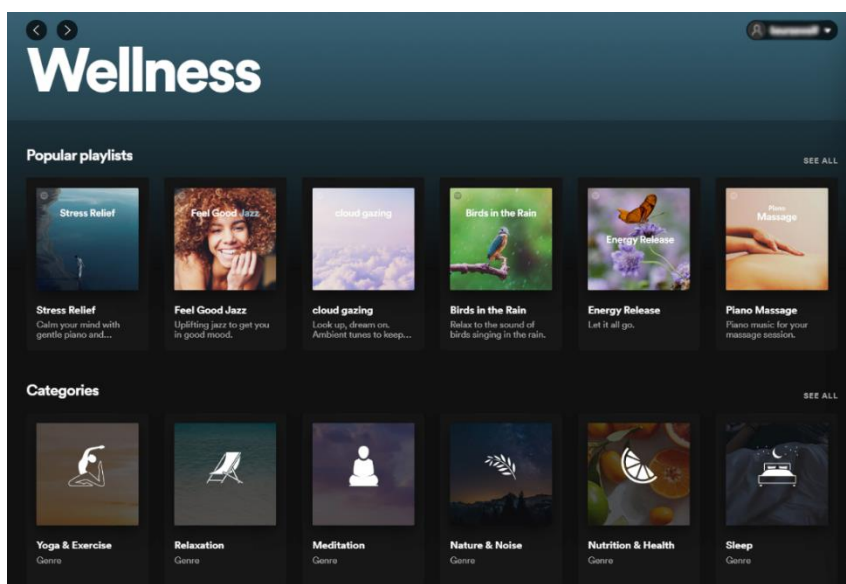 Wellness
Popular playlists
SEE ALL
Stress Relief
Feel Good Jazz
cloud gazing
Birds in the Rain
Energy Release
Piano
Massage
Stress Relief
Calm your mind with
gentle piano and...
Feel Good Jazz
Uplifting jazz to get you
in good mood.
cloud gazing
Look up, dream on.
Ambient tunes to keep...
Birds in the Rain
Relax to the sound of
birds singing in the rain.
Energy Release
Let it all go.
Piano Massage
Piano music for your
massage session.
Categories
SEE ALL
Yoga & Exercise
Genre
Relaxation
Genre
Meditation
Genre
Nature & Noise
Genre
Nutrition & Health
Genre
Sleep
Genre